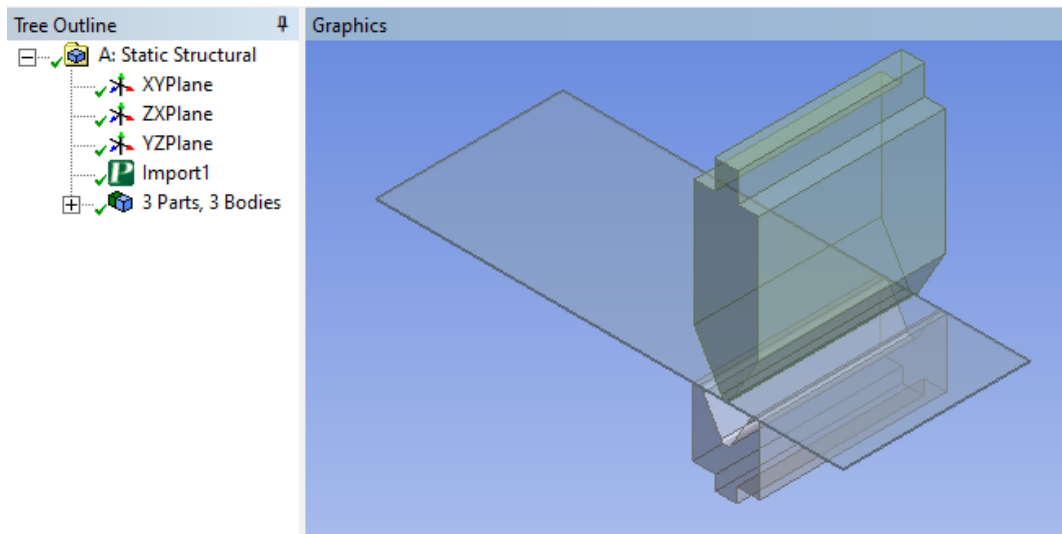 Tree Outline
Graphics
A: Static Structural
XYPlane
ZXPlane
YZPlane
Import1
3 Parts, 3 Bodies